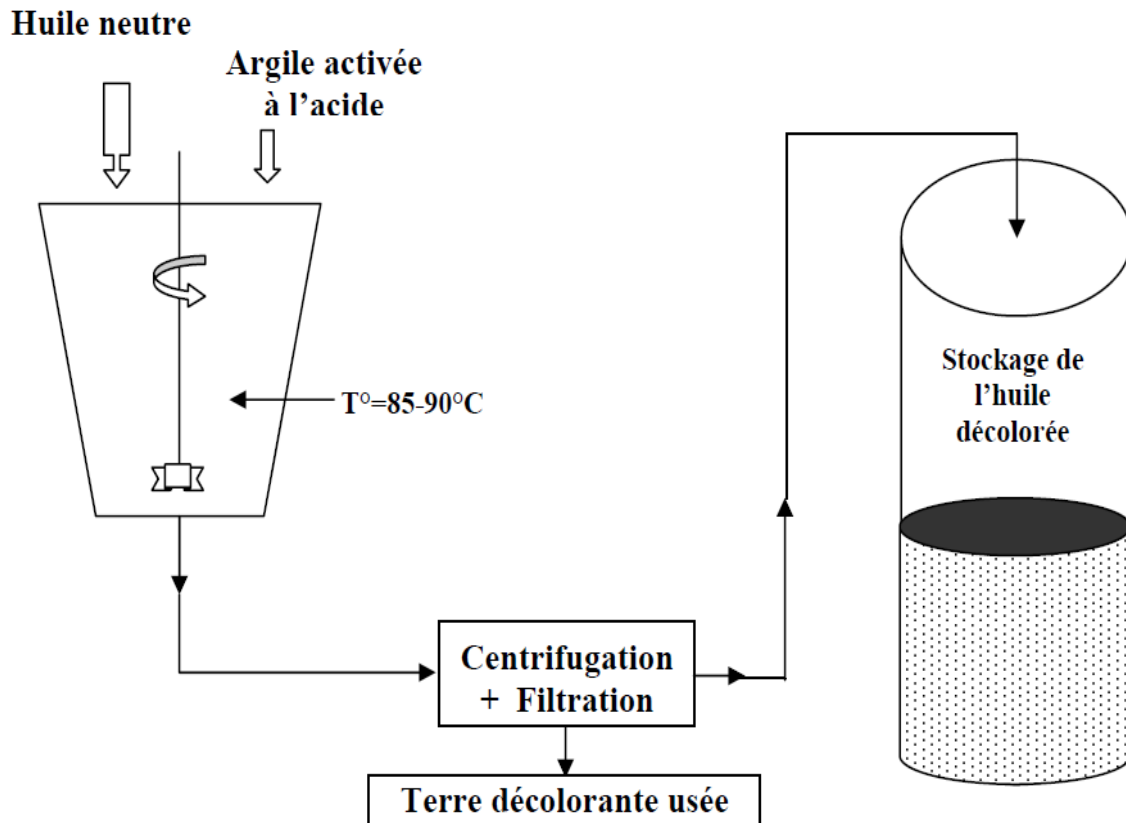 Huile neutre
Argile activée
à l'acide
T°=85-90°C
Stockage de
l'huile
décolorée
Centrifugation
+ Filtration
Terre décolorante usée